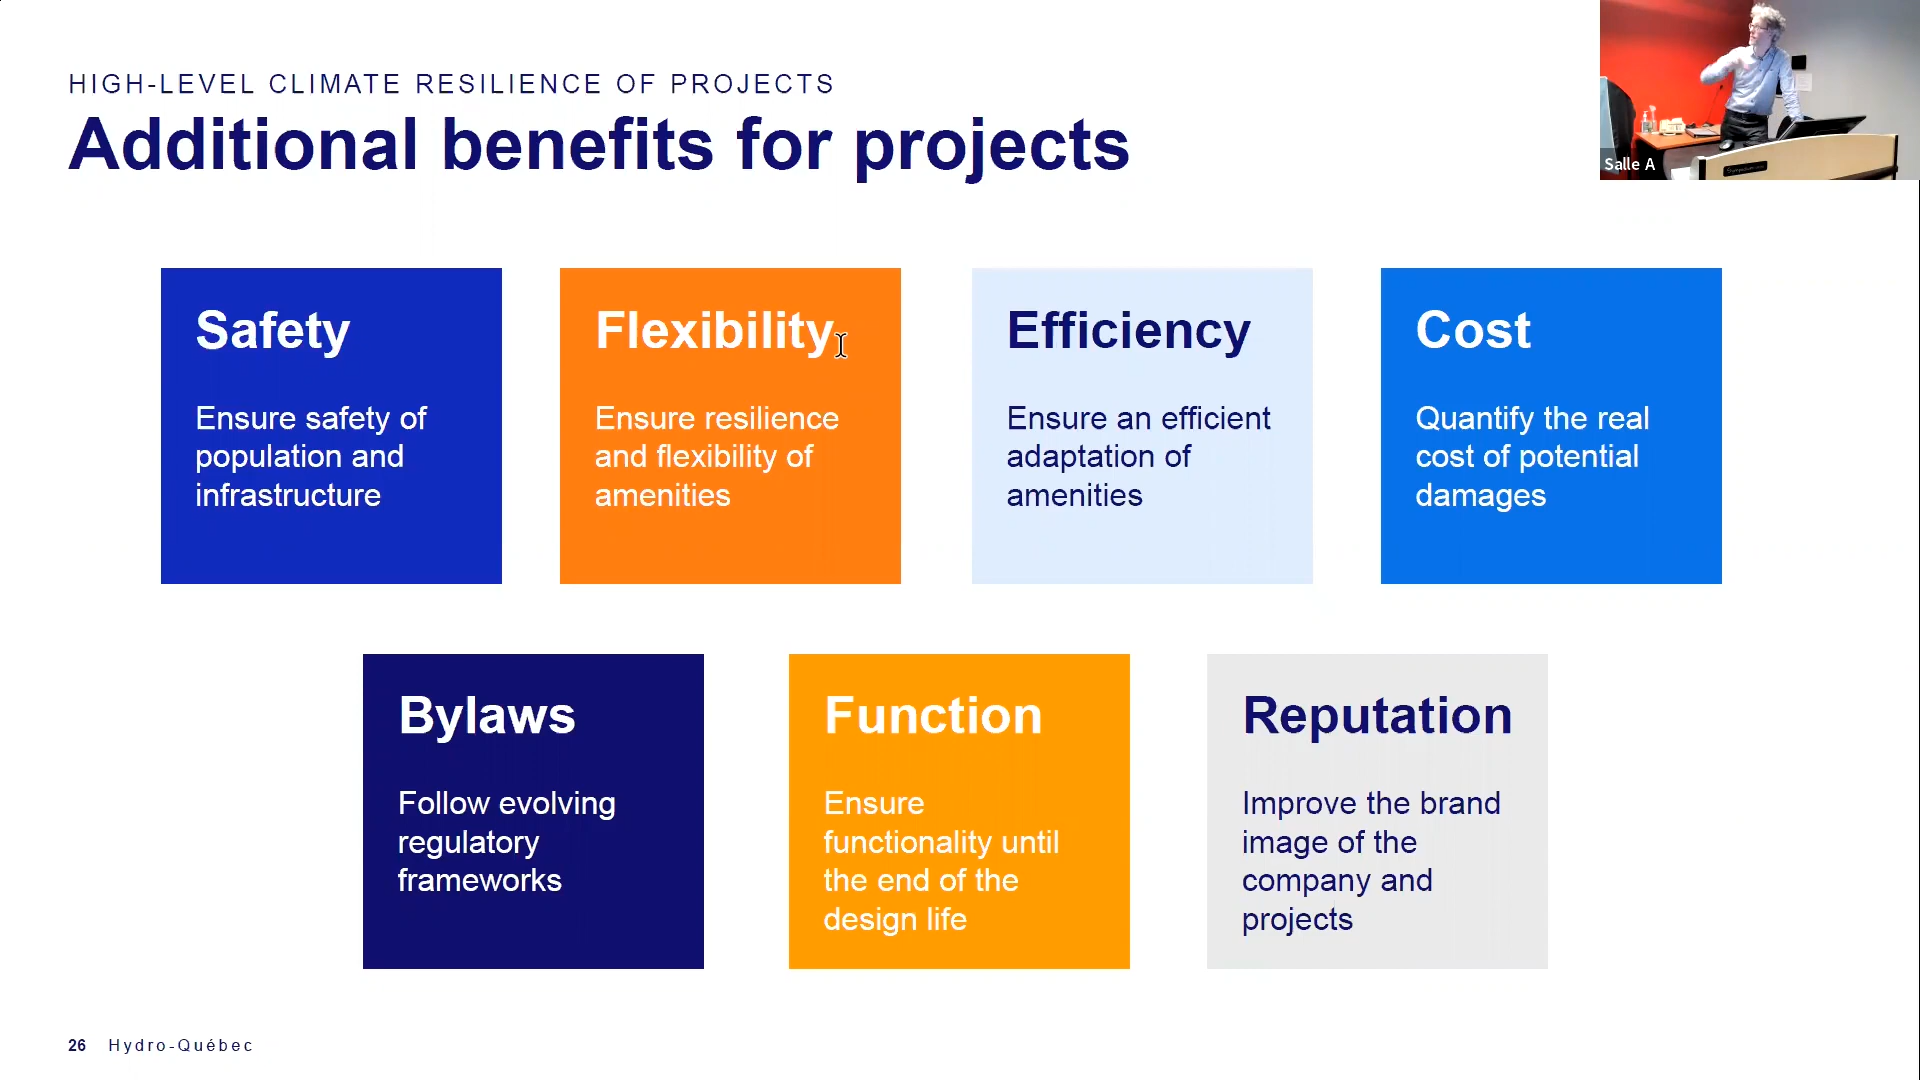 HIGH-LEVEL CLIMATE RESILIENCE OF PROJECTS
Additional benefits for projects
Salle A
Safety
Ensure safety of
population and
infrastructure
Flexibility
Ensure resilience
and flexibility of
amenities
Efficiency
Ensure an efficient
adaptation of
amenities
Cost
Quantify the real
cost of potential
damages
Bylaws
Follow evolving
regulatory
frameworks
Function
Ensure
functionality until
the end of the
design life
Reputation
Improve the brand
image of the
company and
projects
26 Hydro-Québec